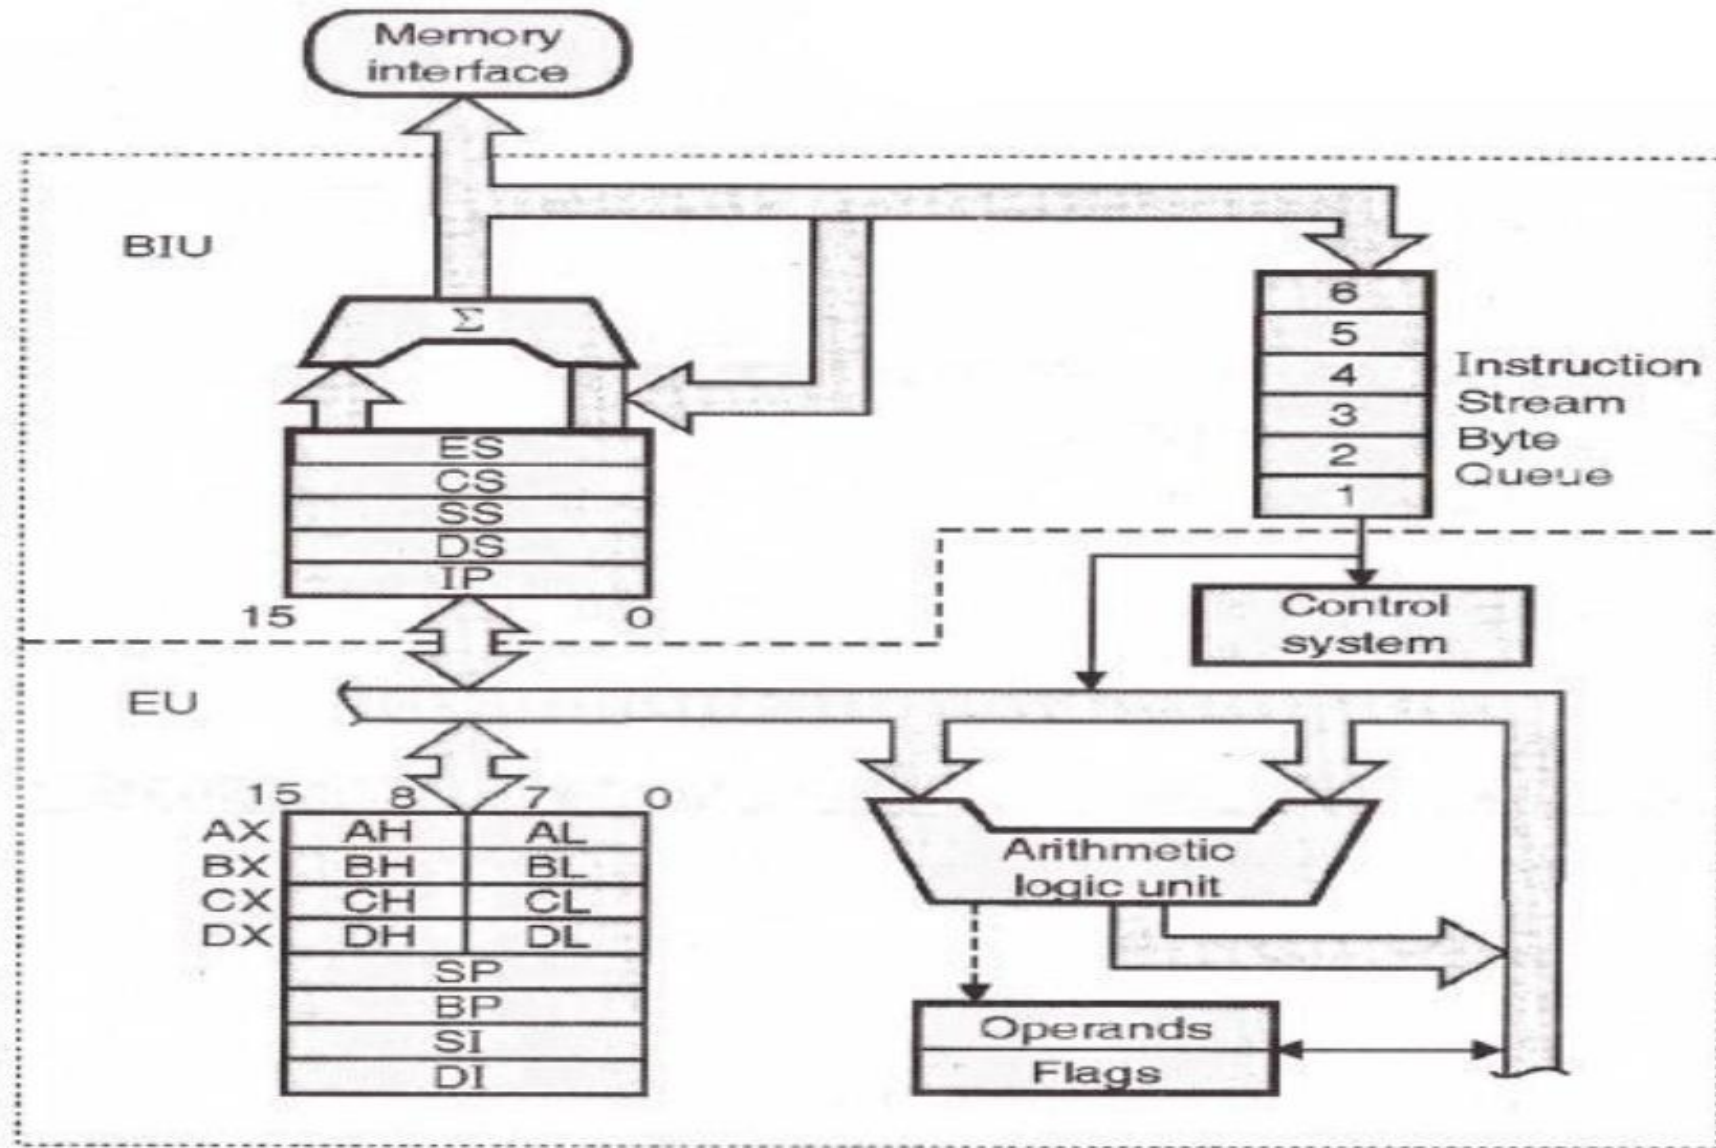 Memory
interface
BIU
Σ
6
5
4
3
2
1
Instruction
Stream
Byte
Queue
ES
CS
SS
DS
IP
15 0
Control
system
EU
15 8 7 0
AX AH AL
BX BH BL
CX CH CL
DX DH DL
SP
BP
SI
DI
Arithmetic
logic unit
Operands
Flags